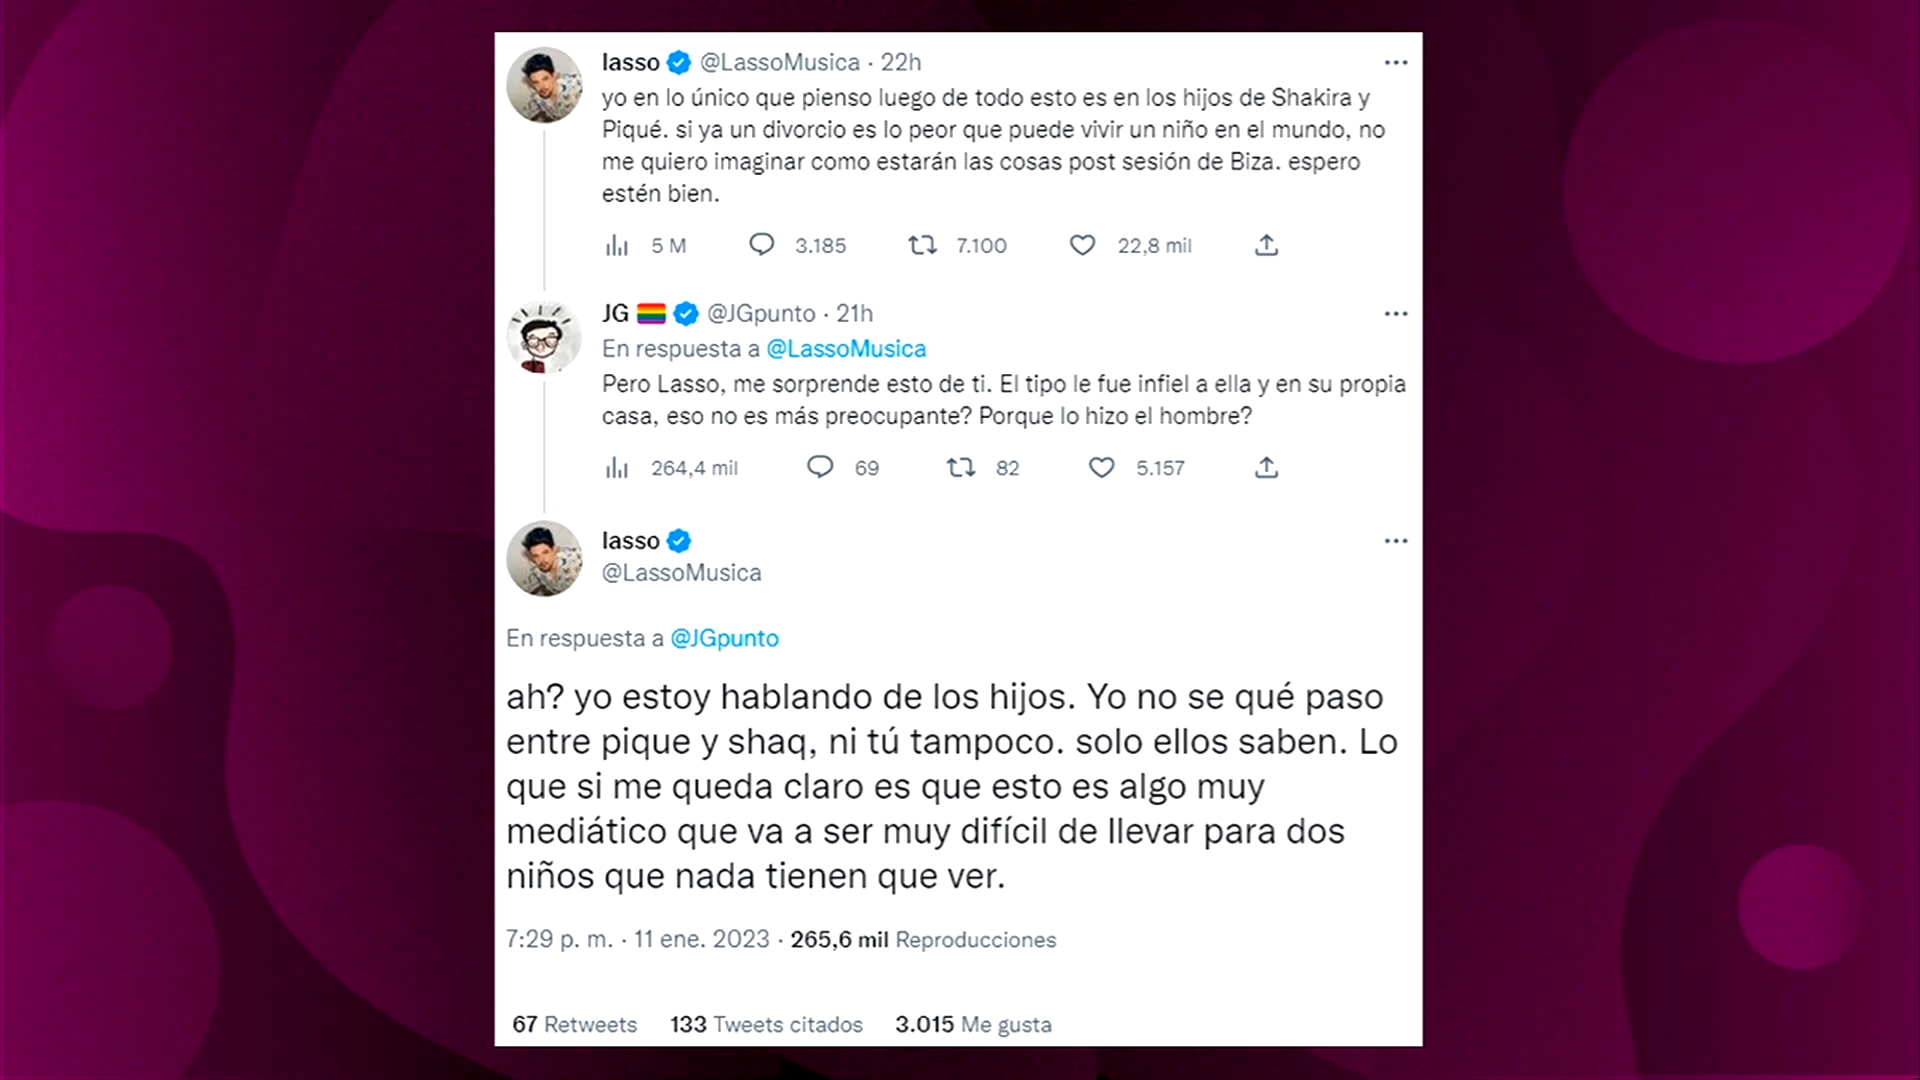 lasso @LassoMusica · 22h
yo en lo único que pienso luego de todo esto es en los hijos de Shakira y
Piqué. si ya un divorcio es lo peor que puede vivir un niño en el mundo, no
me quiero imaginar como estarán las cosas post sesión de Biza. espero
estén bien.
5 M 3.185 7.100 22,8 mil
JG 🏳️‍🌈 @JGpunto · 21h
En respuesta a @LassoMusica
Pero Lasso, me sorprende esto de ti. El tipo le fue infiel a ella y en su propia
casa, eso no es más preocupante? Porque lo hizo el hombre?
264,4 mil 69 82 5.157
lasso
@LassoMusica
En respuesta a @JGpunto
ah? yo estoy hablando de los hijos. Yo no se qué paso
entre pique y shaq, ni tú tampoco. solo ellos saben. Lo
que si me queda claro es que esto es algo muy
mediático que va a ser muy difícil de llevar para dos
niños que nada tienen que ver.
7:29 p. m. · 11 ene. 2023 · 265,6 mil Reproducciones
67 Retweets 133 Tweets citados 3.015 Me gusta